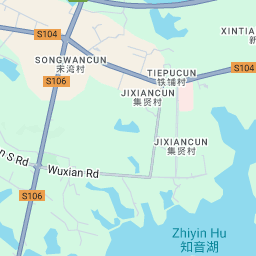 S104
XINTIA
新
SONGWANCUN
宋湾村
S104
TIEPUCUN
铁铺村
S106
JIXIANCUN
集贤村
JIXIANCUN
集贤村
n S Rd
Wuxian Rd
S106
Zhiyin Hu
知音湖